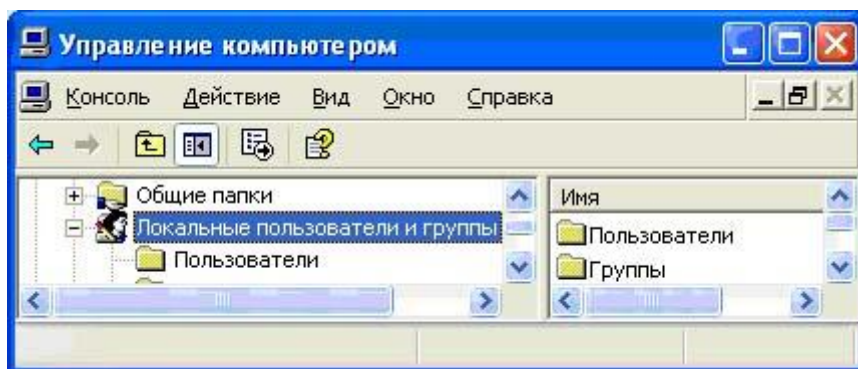 Управление компьютером
Консоль Действие Вид Окно Справка
Общие папки
Локальные пользователи и группы
Пользователи
Имя
Пользователи
Группы